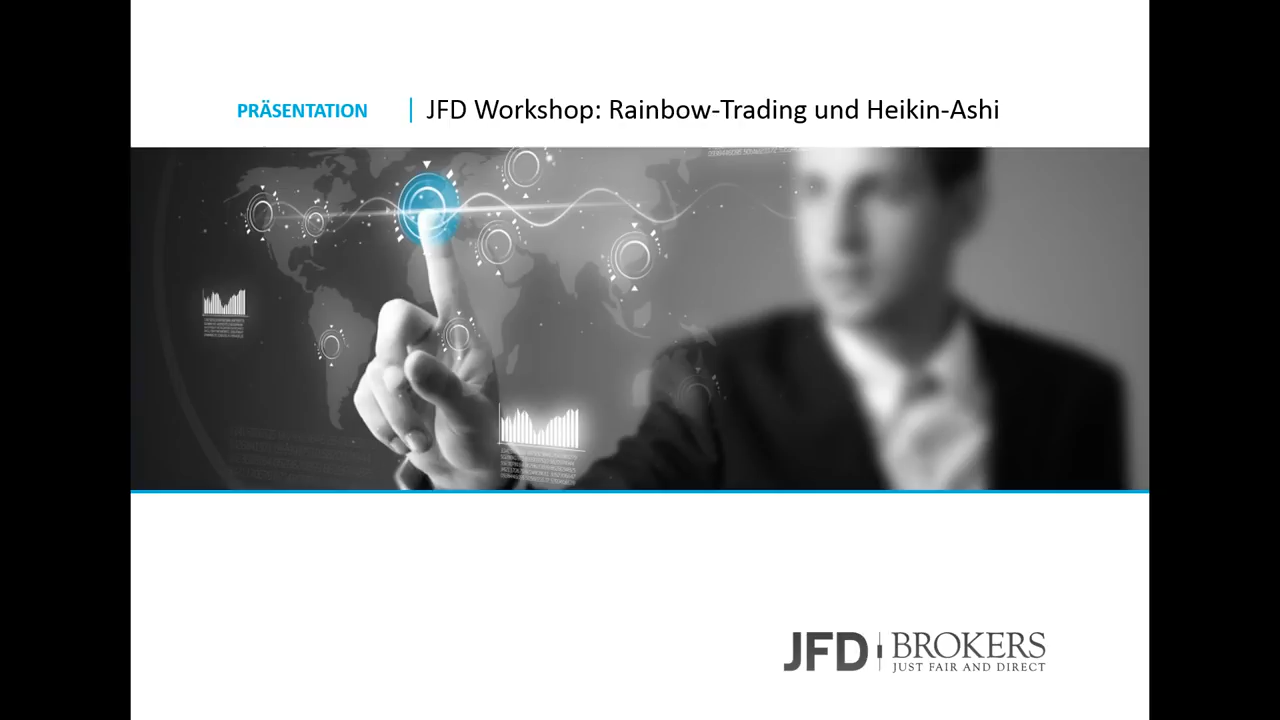 PRÄSENTATION | JFD Workshop: Rainbow-Trading und Heikin-Ashi
JFD BROKERS
JUST FAIR AND DIRECT